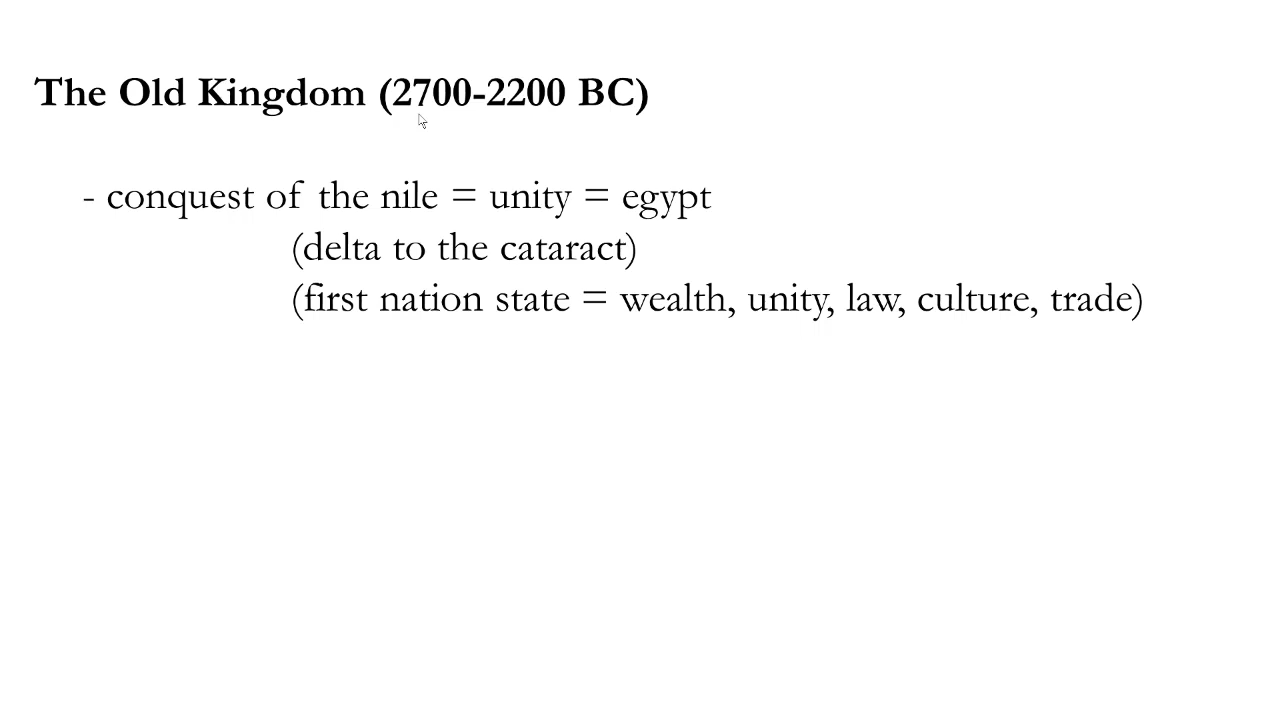 The Old Kingdom (2700-2200 BC)
- conquest of the nile = unity = egypt
(delta to the cataract)
(first nation state = wealth, unity, law, culture, trade)